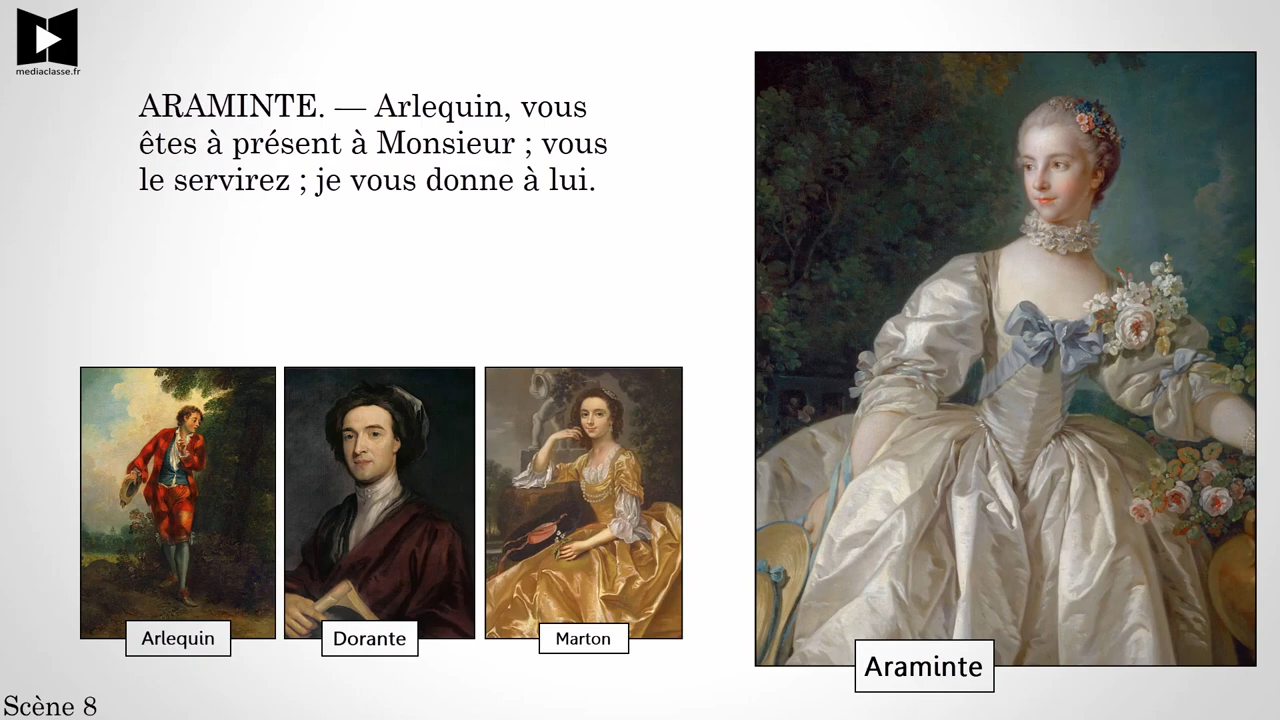 mediaclasse.fr
ARAMINTE. — Arlequin, vous
êtes à présent à Monsieur ; vous
le servirez ; je vous donne à lui.
Arlequin
Dorante
Marton
Araminte
Scène 8